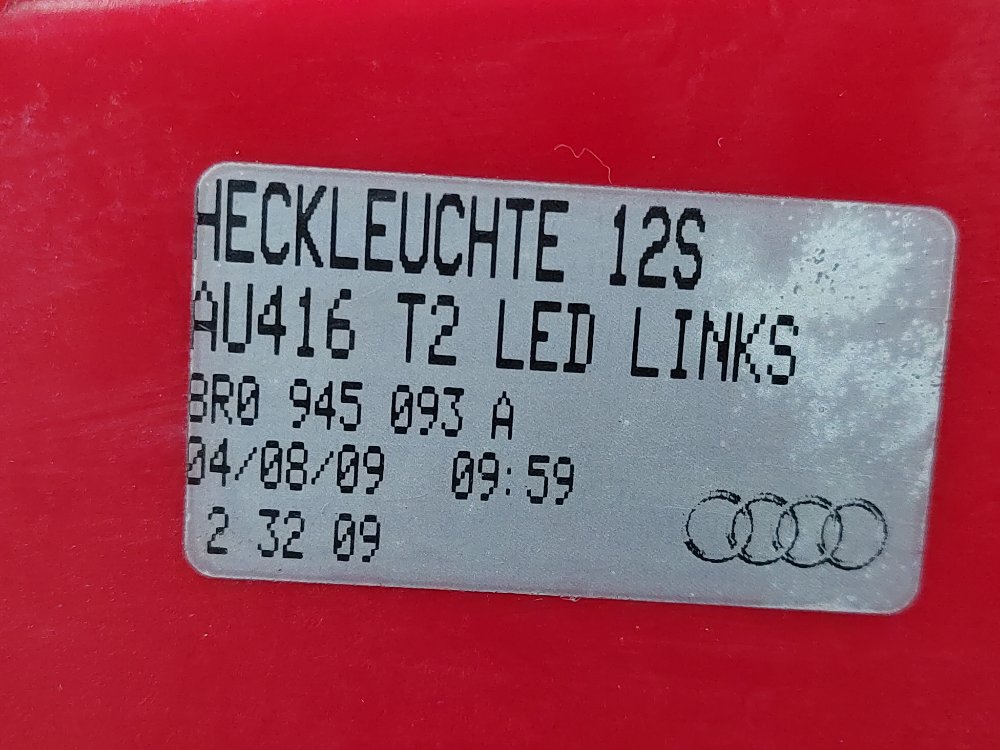 HECKLEUCHTE 12S
AU416 T2 LED LINKS
8R0 945 093 A
04/08/09 09:59
2 32 09